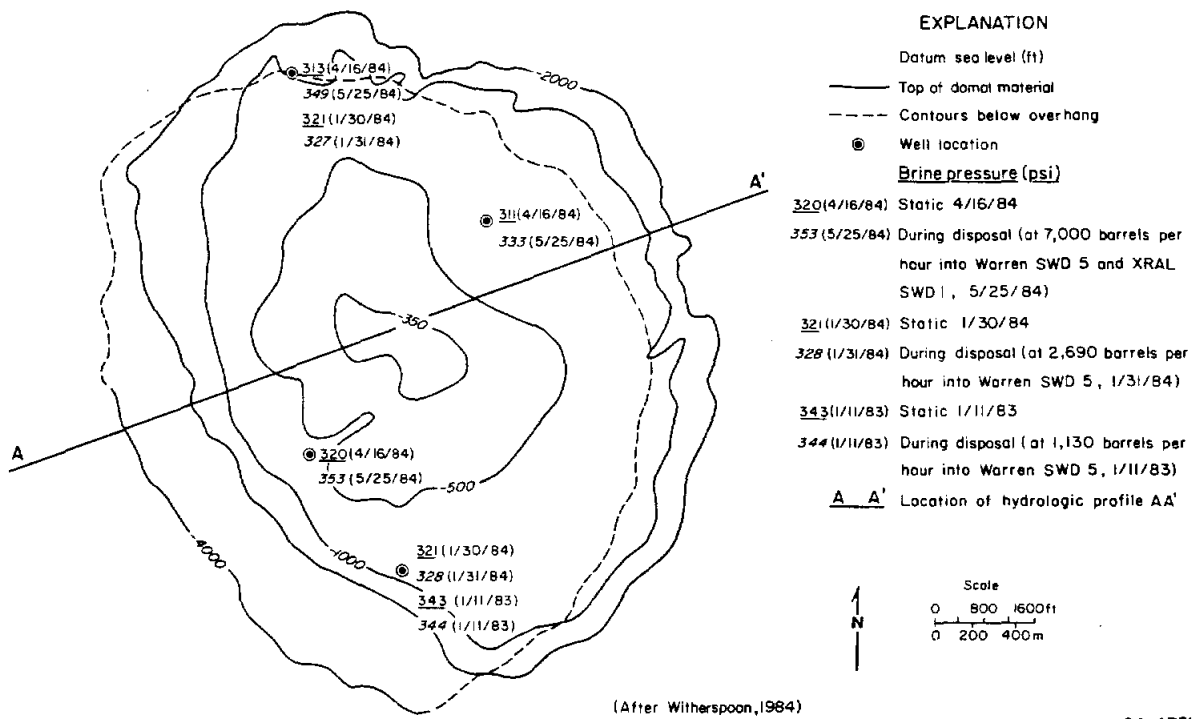 EXPLANATION
Datum sea level (ft)
Top of domal material
Contours below overhang
Well location
Brine pressure (psi)
320 (4/16/84) Static 4/16/84
353 (5/25/84) During disposal (at 7,000 barrels per
hour into Warren SWD 5 and XRAL
SWD 1, 5/25/84)
321 (1/30/84) Static 1/30/84
328 (1/31/84) During disposal (at 2,690 barrels per
hour into Warren SWD 5, 1/31/84)
343 (1/11/83) Static 1/11/83
344 (1/11/83) During disposal (at 1,130 barrels per
hour into Warren SWD 5, 1/11/83)
A A' Location of hydrologic profile AA'
Scale
0 800 1600ft
0 200 400m
N
313 (4/16/84)
349 (5/25/84)
321 (1/30/84)
327 (1/31/84)
-2000
A'
311 (4/16/84)
333 (5/25/84)
-350
A
320 (4/16/84)
353 (5/25/84)
-500
-4000
-1000
321 (1/30/84)
328 (1/31/84)
343 (1/11/83)
344 (1/11/83)
(After Witherspoon, 1984)